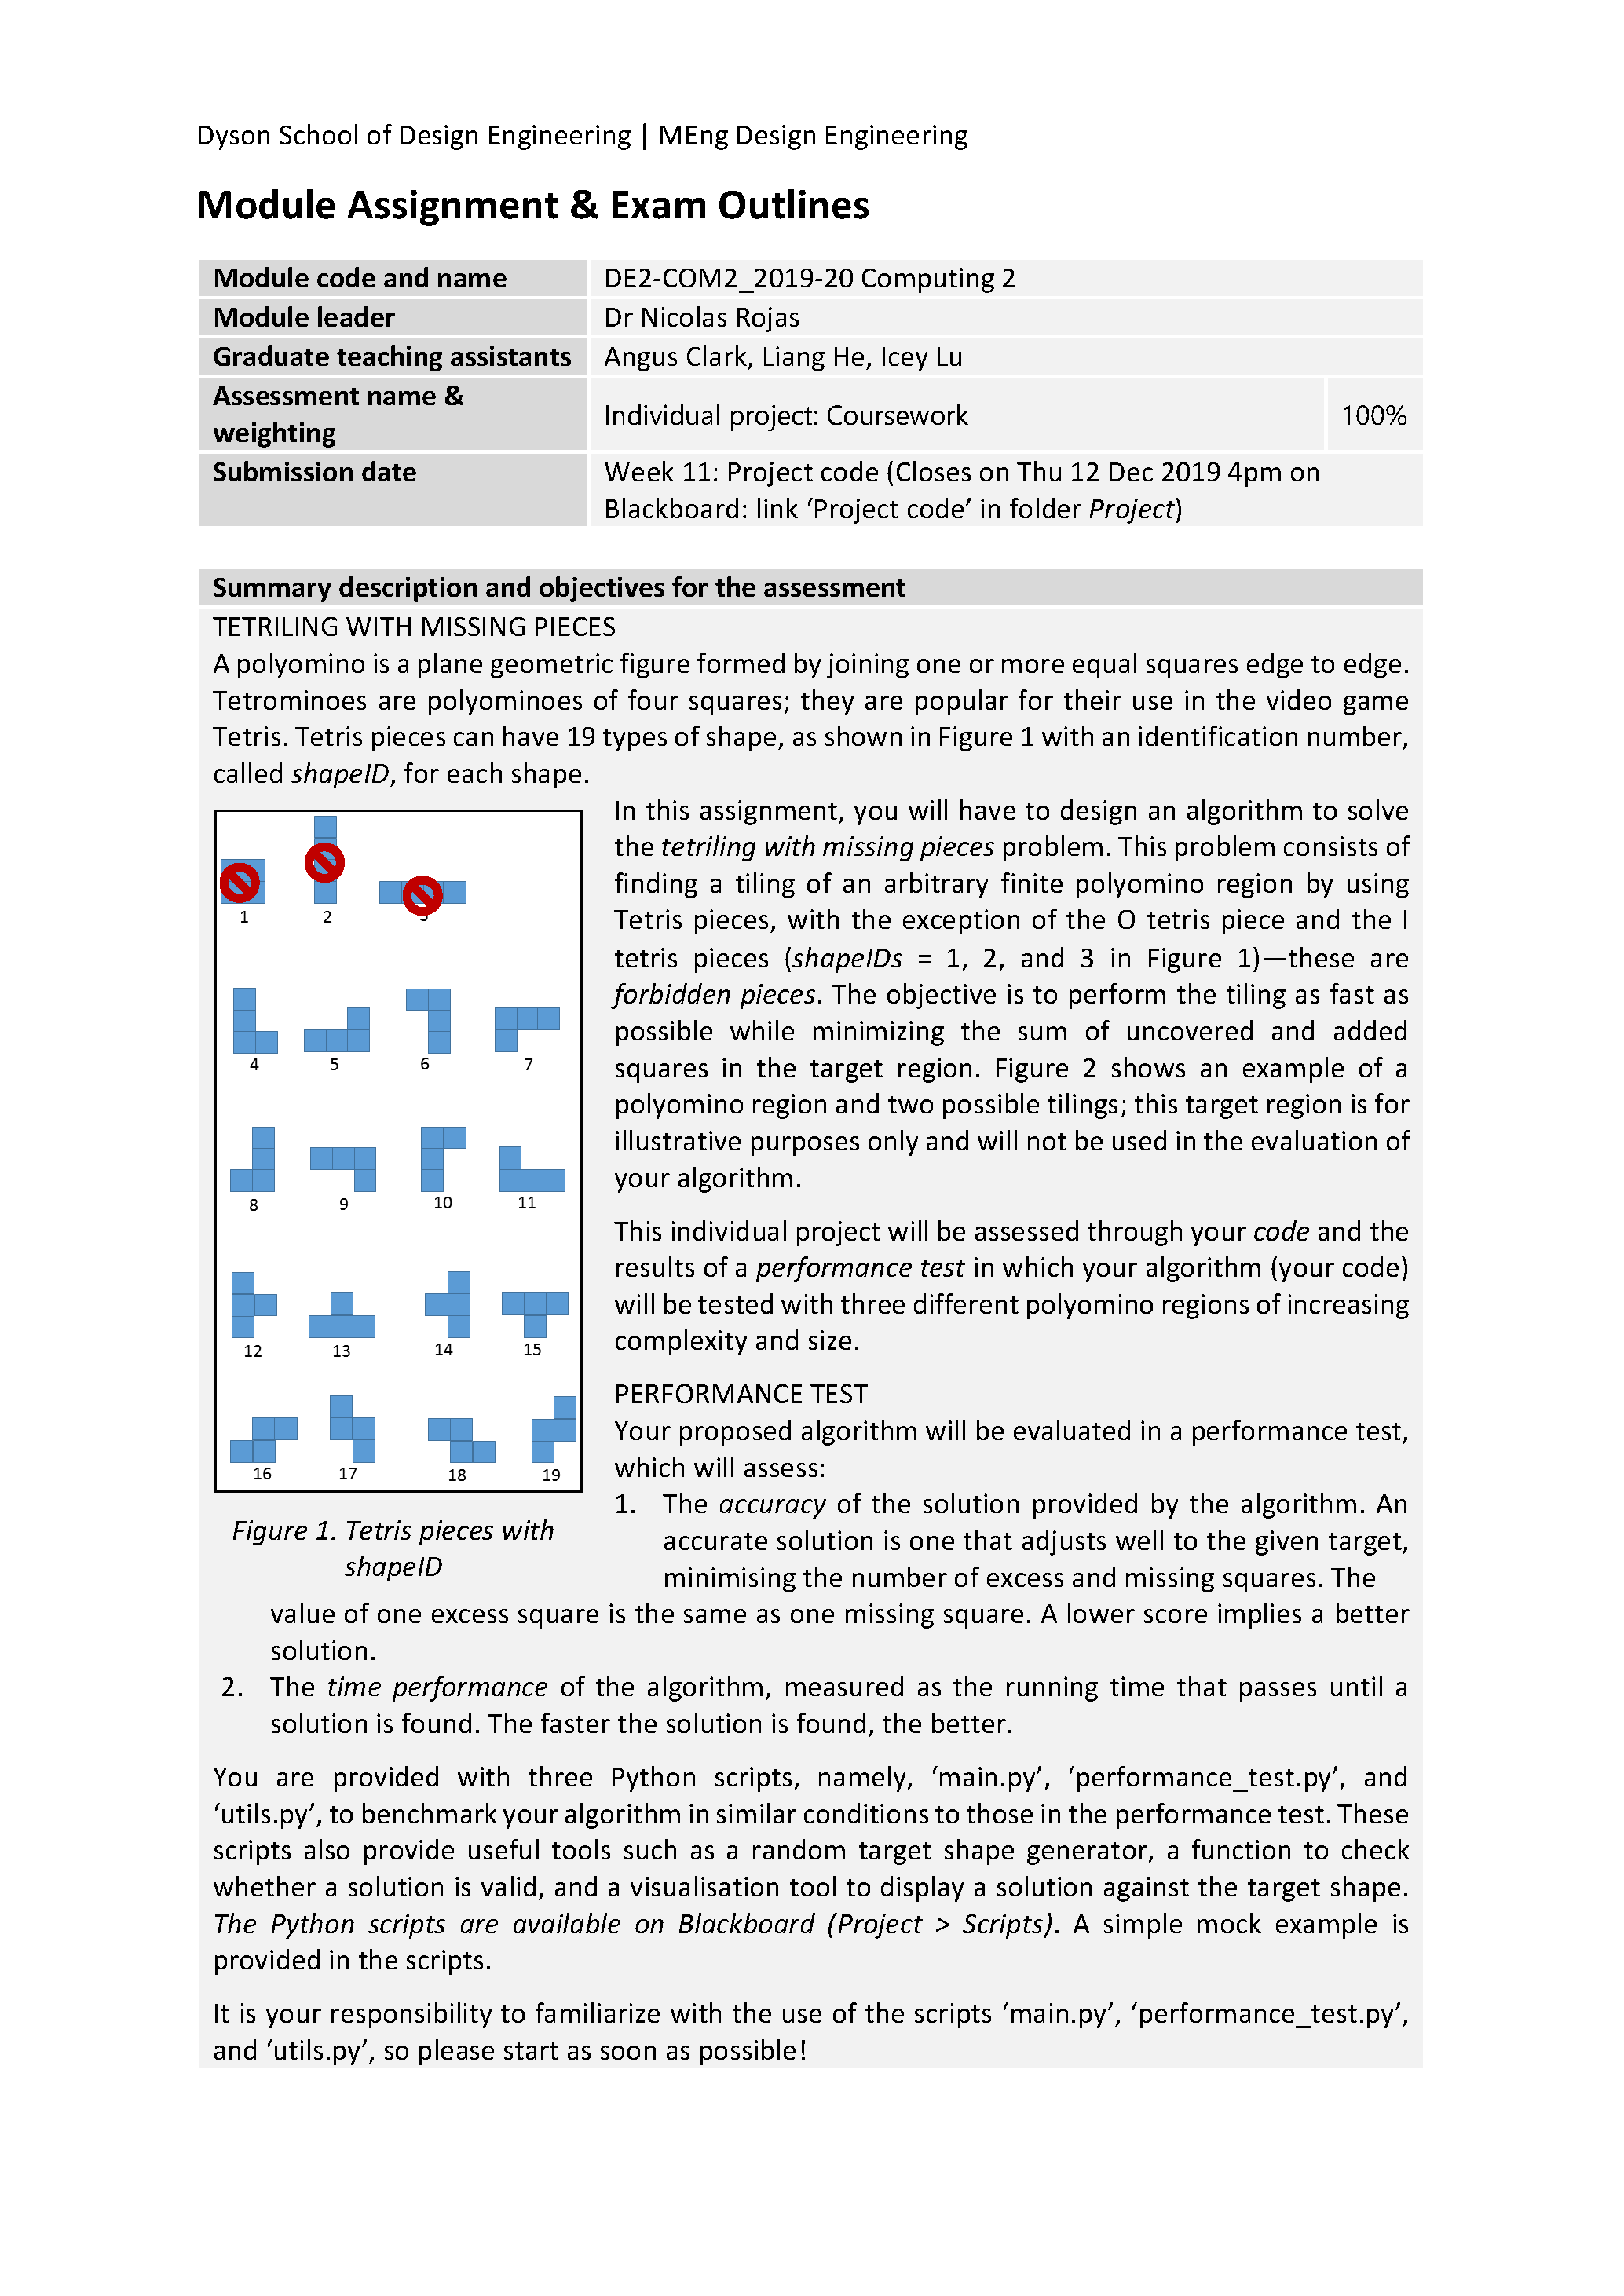 Dyson School of Design Engineering | MEng Design Engineering
Module Assignment & Exam Outlines
Module code and name
DE2-COM2_2019-20 Computing 2
Module leader
Dr Nicolas Rojas
Graduate teaching assistants
Angus Clark, Liang He, Icey Lu
Assessment name &
weighting
Individual project: Coursework
100%
Submission date
Week 11: Project code (Closes on Thu 12 Dec 2019 4pm on
Blackboard: link ‘Project code’ in folder Project)
Summary description and objectives for the assessment
TETRILING WITH MISSING PIECES
A polyomino is a plane geometric figure formed by joining one or more equal squares edge to edge.
Tetrominoes are polyominoes of four squares; they are popular for their use in the video game
Tetris. Tetris pieces can have 19 types of shape, as shown in Figure 1 with an identification number,
called shapeID, for each shape.
1 2 3
4 5 6 7
8 9 10 11
12 13 14 15
16 17 18 19
Figure 1. Tetris pieces with
shapeID
In this assignment, you will have to design an algorithm to solve
the tetriling with missing pieces problem. This problem consists of
finding a tiling of an arbitrary finite polyomino region by using
Tetris pieces, with the exception of the O tetris piece and the I
tetris pieces (shapeIDs = 1, 2, and 3 in Figure 1)—these are
forbidden pieces. The objective is to perform the tiling as fast as
possible while minimizing the sum of uncovered and added
squares in the target region. Figure 2 shows an example of a
polyomino region and two possible tilings; this target region is for
illustrative purposes only and will not be used in the evaluation of
your algorithm.
This individual project will be assessed through your code and the
results of a performance test in which your algorithm (your code)
will be tested with three different polyomino regions of increasing
complexity and size.
PERFORMANCE TEST
Your proposed algorithm will be evaluated in a performance test,
which will assess:
1. The accuracy of the solution provided by the algorithm. An
accurate solution is one that adjusts well to the given target,
minimising the number of excess and missing squares. The
value of one excess square is the same as one missing square. A lower score implies a better
solution.
2. The time performance of the algorithm, measured as the running time that passes until a
solution is found. The faster the solution is found, the better.
You are provided with three Python scripts, namely, ‘main.py’, ‘performance_test.py’, and
‘utils.py’, to benchmark your algorithm in similar conditions to those in the performance test. These
scripts also provide useful tools such as a random target shape generator, a function to check
whether a solution is valid, and a visualisation tool to display a solution against the target shape.
The Python scripts are available on Blackboard (Project > Scripts). A simple mock example is
provided in the scripts.
It is your responsibility to familiarize with the use of the scripts ‘main.py’, ‘performance_test.py’,
and ‘utils.py’, so please start as soon as possible!